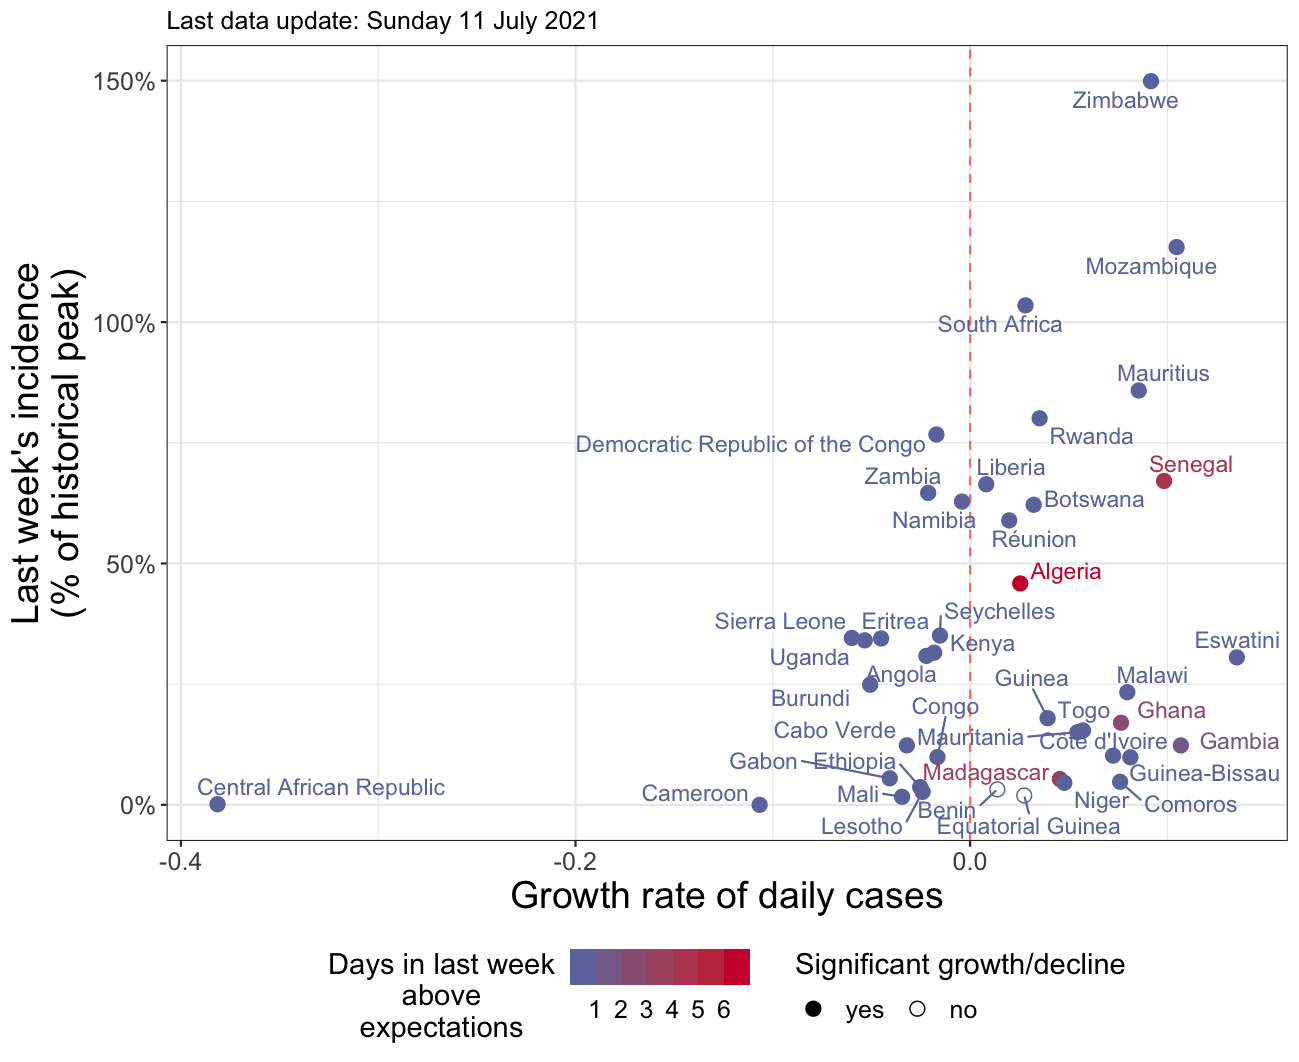 Last data update: Sunday 11 July 2021
Last week's incidence
(% of historical peak)
150%
100%
50%
0%
Zimbabwe
Mozambique
South Africa
Mauritius
Rwanda
Democratic Republic of the Congo
Senegal
Liberia
Zambia
Botswana
Namibia
Réunion
Algeria
Seychelles
Sierra Leone
Eritrea
Eswatini
Kenya
Uganda
Angola
Malawi
Guinea
Burundi
Congo
Togo
Ghana
Cabo Verde
Mauritania
Côte d'Ivoire
Gambia
Gabon
Ethiopia
Madagascar
Guinea-Bissau
Central African Republic
Cameroon
Mali
Niger
Comoros
Benin
Lesotho
Equatorial Guinea
-0.4
-0.2
0.0
Growth rate of daily cases
Days in last week
above
expectations
1 2 3 4 5 6
Significant growth/decline
yes
no